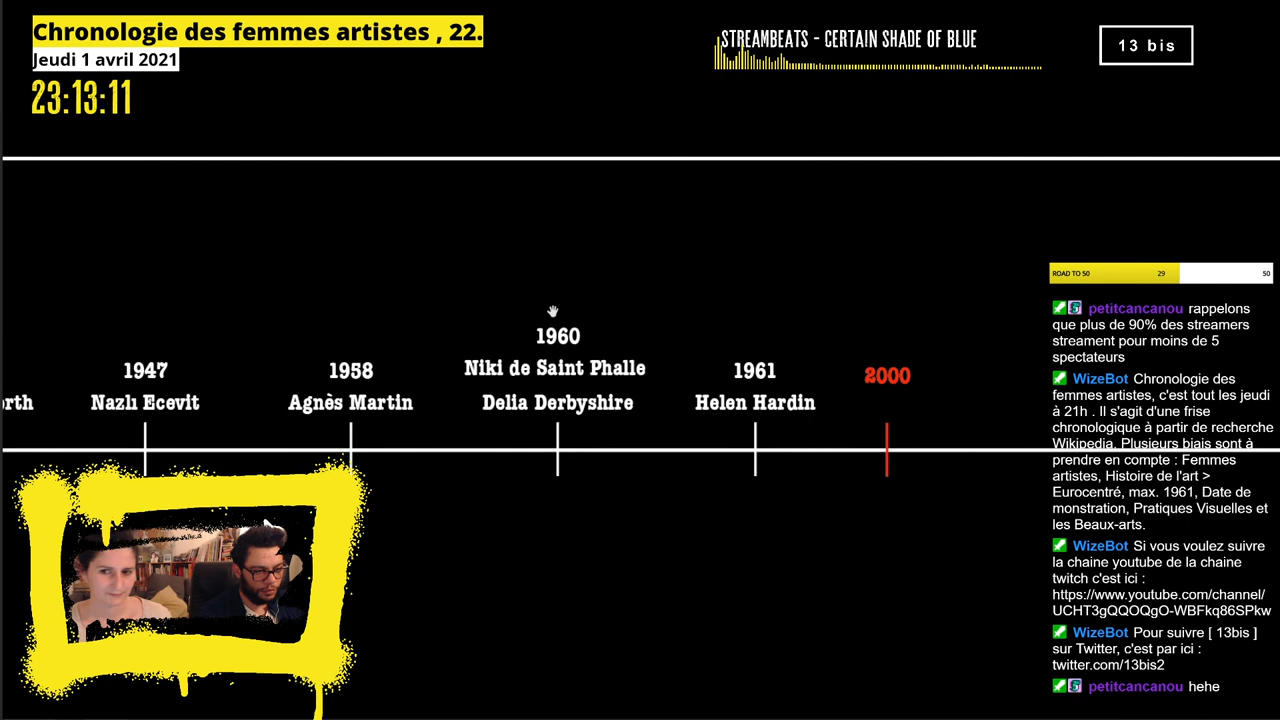 Chronologie des femmes artistes , 22.
Jeudi 1 avril 2021
23:13:11
STREAMBEATS - CERTAIN SHADE OF BLUE
13 bis
1947
Nazlı Ecevit
1958
Agnès Martin
1960
Niki de Saint Phalle
Delia Derbyshire
1961
Helen Hardin
2000
orth
ROAD TO 50 29 50
petitcancanou rappelons
que plus de 90% des streamers
streament pour moins de 5
spectateurs
WizeBot Chronologie des
femmes artistes, c'est tout les jeudi
à 21h . Il s'agit d'une frise
chronologique à partir de recherche
Wikipedia. Plusieurs biais sont à
prendre en compte : Femmes
artistes, Histoire de l'art >
Eurocentré, max. 1961, Date de
monstration, Pratiques Visuelles et
les Beaux-arts.
WizeBot Si vous voulez suivre
la chaine youtube de la chaine
twitch c'est ici :
https://www.youtube.com/channel/
UCHT3gQQOQgO-WBFkq86SPkw
WizeBot Pour suivre [ 13bis ]
sur Twitter, c'est par ici :
twitter.com/13bis2
petitcancanou hehe